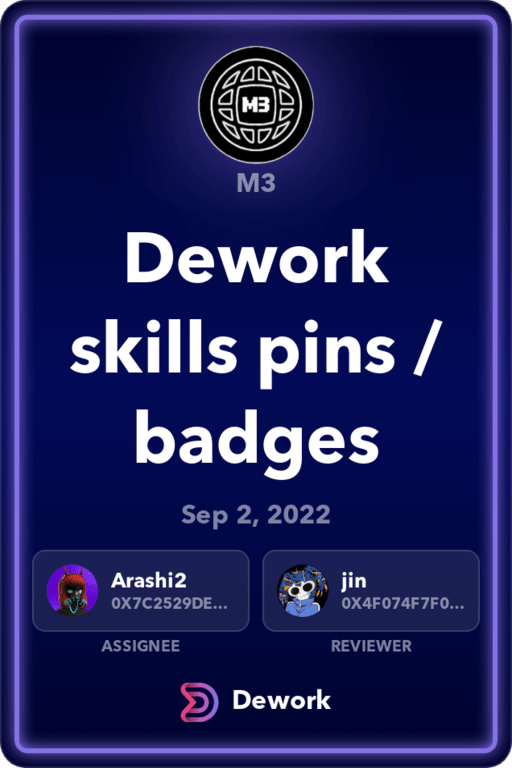 M3
M3
Dework
skills pins /
badges
Sep 2, 2022
Arashi2
0X7C2529DE...
jin
0X4F074F7F0...
ASSIGNEE
REVIEWER
Dework